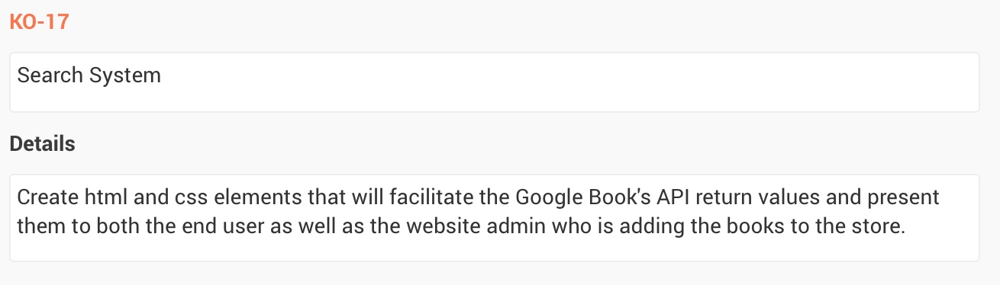 KO-17
Search System
Details
Create html and css elements that will facilitate the Google Book's API return values and present
them to both the end user as well as the website admin who is adding the books to the store.